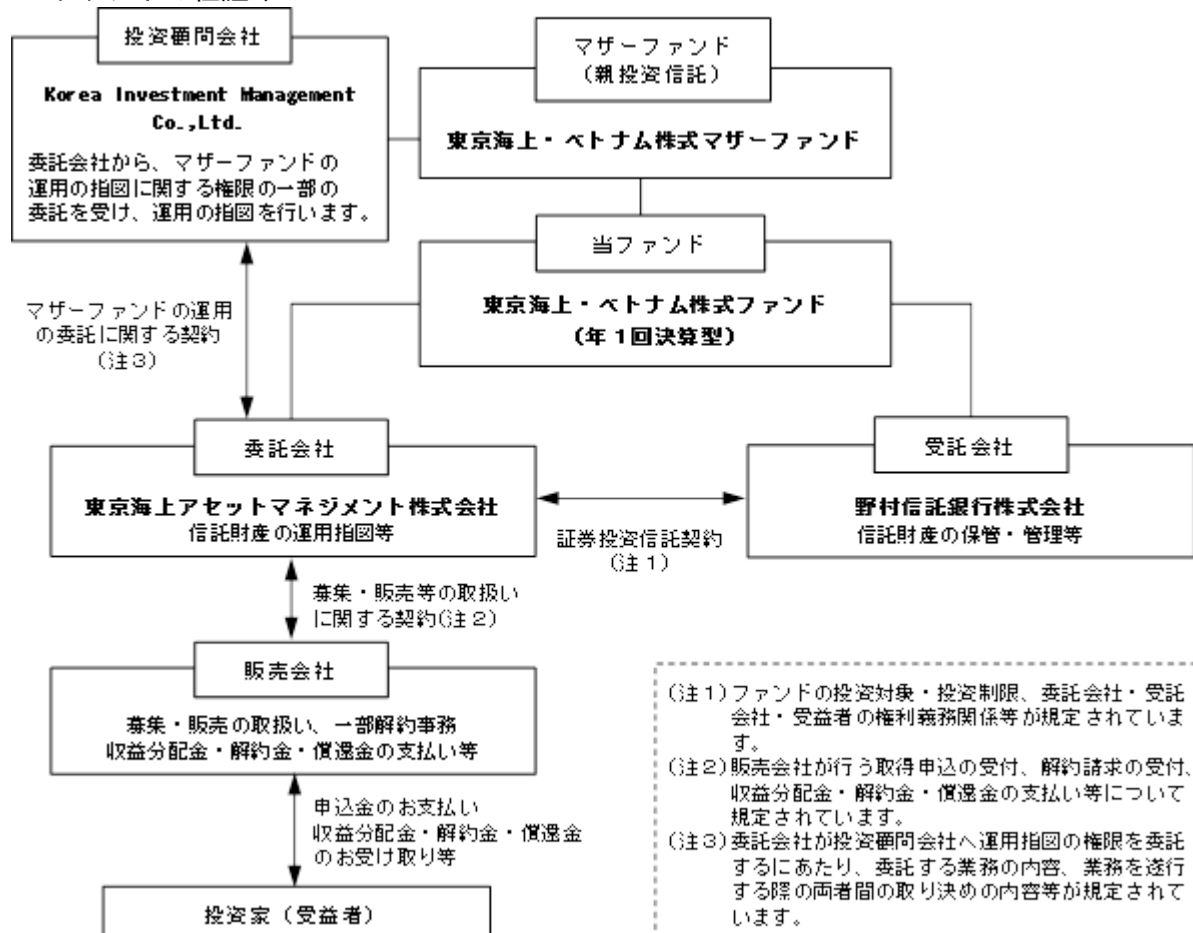 投資顧問会社
Korea Investment Management
Co.,Ltd.
委託会社から、マザーファンドの
運用の指図に関する権限の一部の
委託を受け、運用の指図を行います。
マザーファンド
（親投資信託）
東京海上・ベトナム株式マザーファンド
当ファンド
東京海上・ベトナム株式ファンド
（年１回決算型）
マザーファンドの運用
の委託に関する契約
（注３）
委託会社
東京海上アセットマネジメント株式会社
信託財産の運用指図等
証券投資信託契約
（注１）
受託会社
野村信託銀行株式会社
信託財産の保管・管理等
募集・販売等の取扱い
に関する契約(注２)
販売会社
募集・販売の取扱い、一部解約事務
収益分配金・解約金・償還金の支払い等
申込金のお支払い
収益分配金・解約金・償還金
のお受け取り等
投資家（受益者）
(注１)ファンドの投資対象・投資制限、委託会社・受託
会社・受益者の権利義務関係等が規定されていま
す。
(注２)販売会社が行う取得申込の受付、解約請求の受付、
収益分配金・解約金・償還金の支払い等について
規定されています。
(注３)委託会社が投資顧問会社へ運用指図の権限を委託
するにあたり、委託する業務の内容、業務を遂行
する際の両者間の取り決めの内容等が規定されて
います。